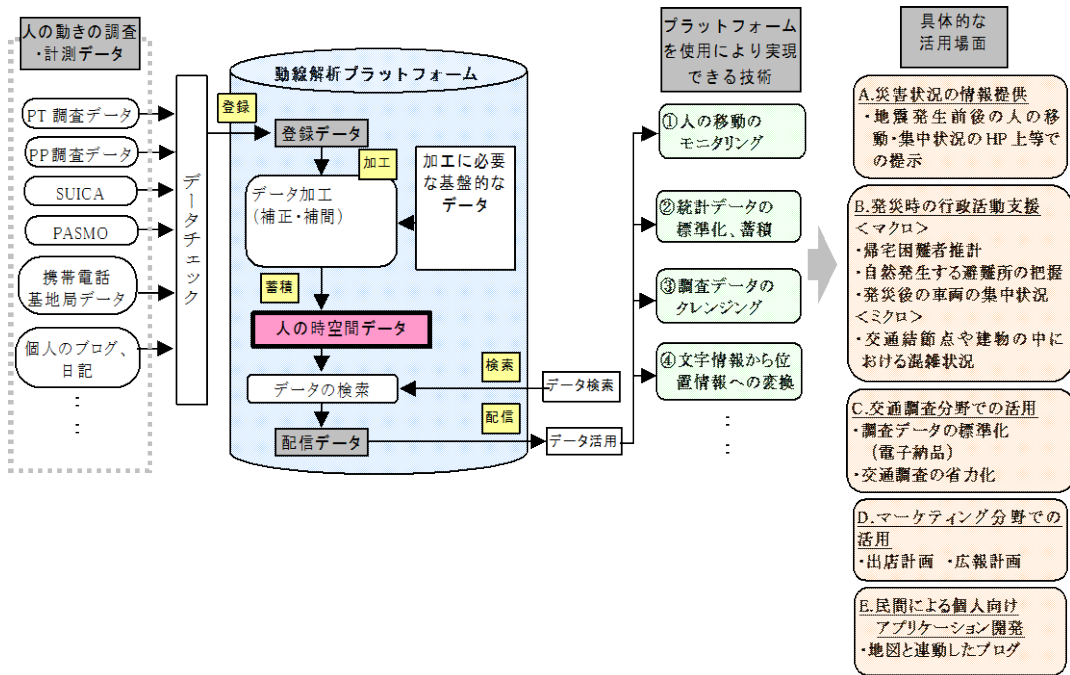 人の動きの調査
・計測データ
PT 調査データ
PP調査データ
SUICA
PASMO
携帯電話
基地局データ
個人のブログ、
日記
データチェック
動線解析プラットフォーム
登録
登録データ
加工
データ加工
(補正・補間)
加工に必要
な基盤的な
データ
蓄積
人の時空間データ
検索
データの検索
データ検索
配信
配信データ
データ活用
プラットフォーム
を使用により実現
できる技術
①人の移動の
モニタリング
②統計データの
標準化、蓄積
③調査データの
クレンジング
④文字情報から位
置情報への変換
具体的な
活用場面
A.災害状況の情報提供
・地震発生前後の人の移
動・集中状況のHP上等で
の提示
B.発災時の行政活動支援
<マクロ>
・帰宅困難者推計
・自然発生する避難所の把握
・発災後の車両の集中状況
<ミクロ>
・交通結節点や建物の中に
おける混雑状況
C.交通調査分野での活用
・調査データの標準化
(電子納品)
・交通調査の省力化
D.マーケティング分野での
活用
・出店計画 ・広報計画
E.民間による個人向け
アプリケーション開発
・地図と連動したブログ